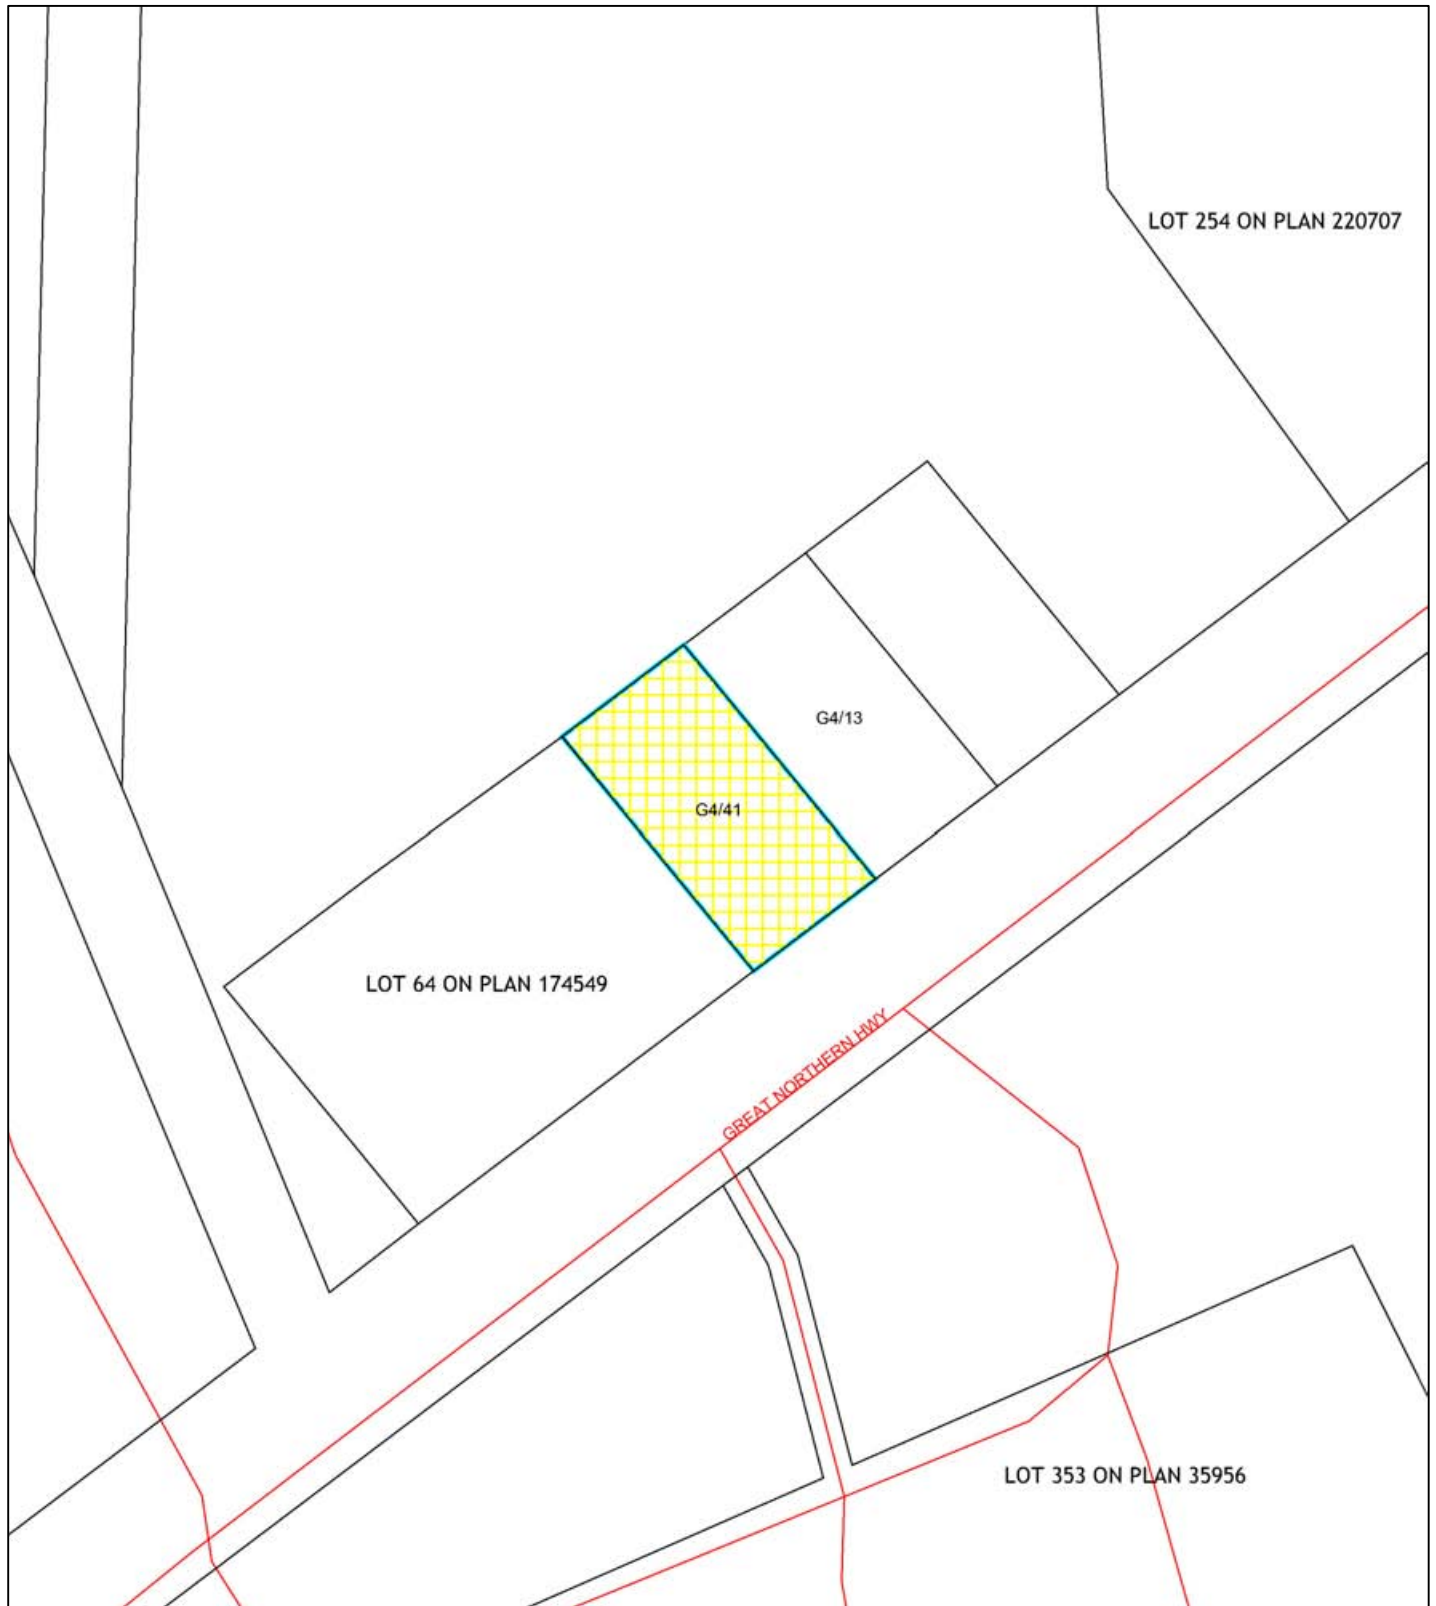 LOT 254 ON PLAN 220707
G4/13
G4/41
LOT 64 ON PLAN 174549
GREAT NORTHERN HWY
LOT 353 ON PLAN 35956